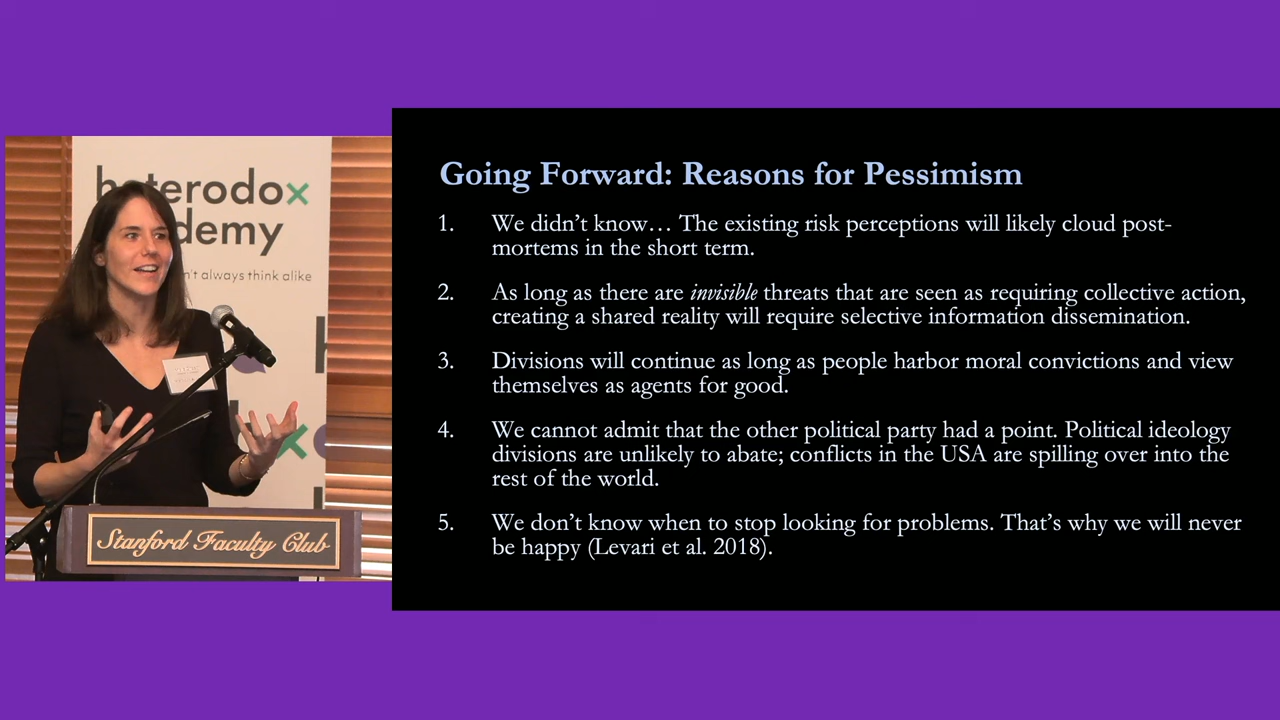 heterodox
demy
n't always think alike
Stanford Faculty Club
Going Forward: Reasons for Pessimism
1. We didn't know… The existing risk perceptions will likely cloud post-
mortems in the short term.
2. As long as there are invisible threats that are seen as requiring collective action,
creating a shared reality will require selective information dissemination.
3. Divisions will continue as long as people harbor moral convictions and view
themselves as agents for good.
4. We cannot admit that the other political party had a point. Political ideology
divisions are unlikely to abate; conflicts in the USA are spilling over into the
rest of the world.
5. We don't know when to stop looking for problems. That's why we will never
be happy (Levari et al. 2018).